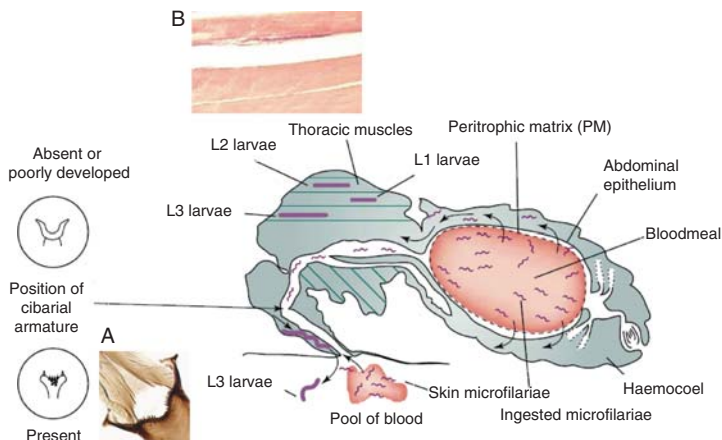 B
Thoracic muscles
Peritrophic matrix (PM)
L2 larvae
L1 larvae
Absent or
poorly developed
Abdominal
epithelium
L3 larvae
Bloodmeal
Position of
cibarial
armature
A
L3 larvae
Skin microfilariae
Haemocoel
Pool of blood
Ingested microfilariae
Present